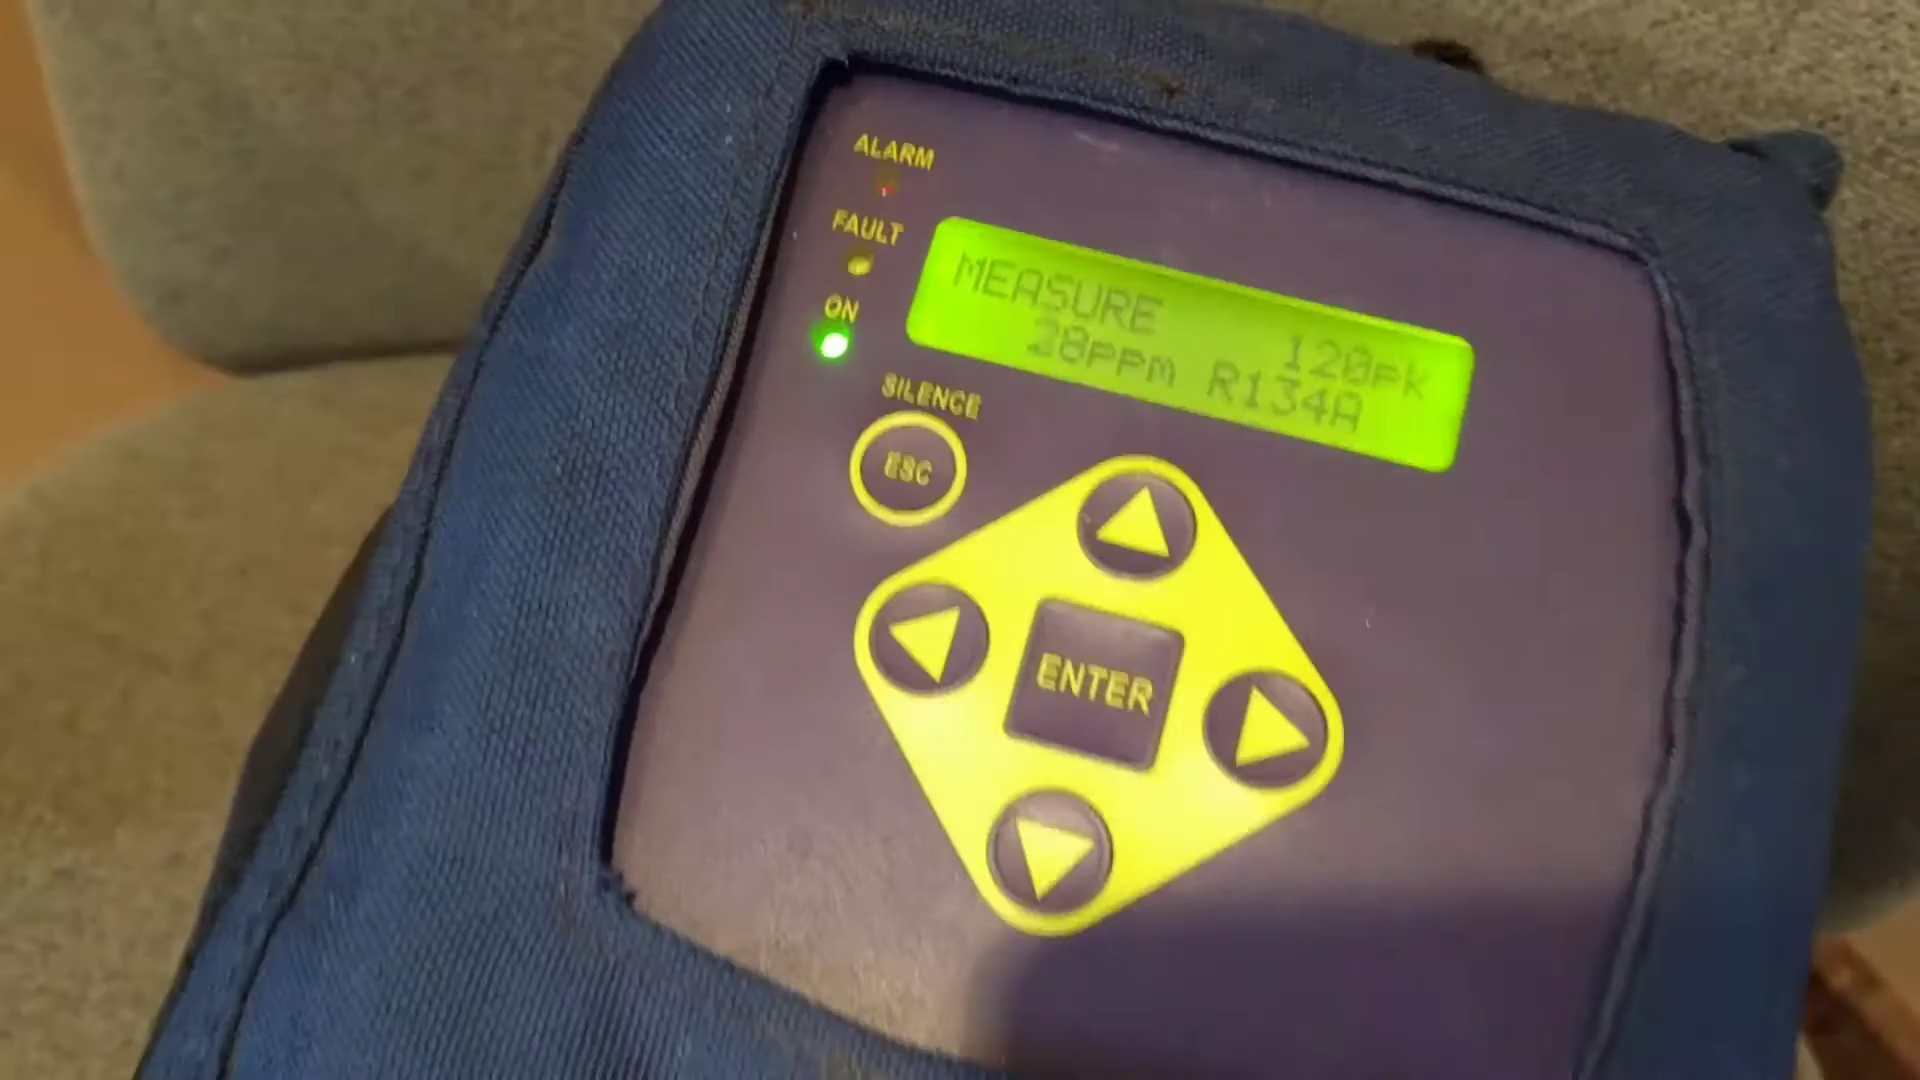 ALARM
FAULT
ON
MEASURE 120pk
28ppm R134A
SILENCE
ESC
ENTER